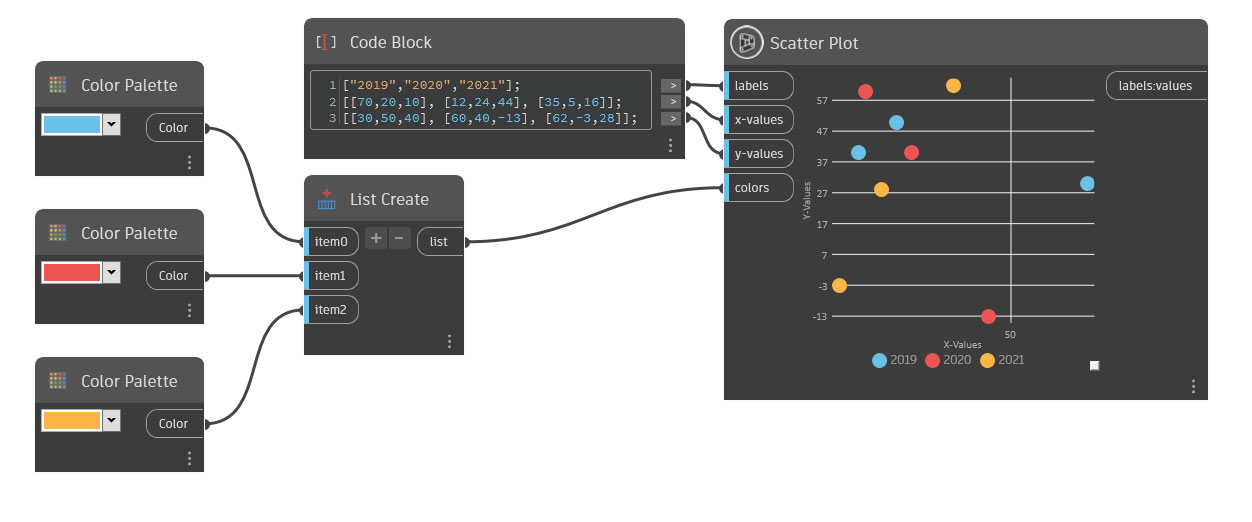 Color Palette
Color
Color Palette
Color
Color Palette
Color
Code Block
1 ["2019","2020","2021"];
2 [[70,20,10], [12,24,44], [35,5,16]];
3 [[30,50,40], [60,40,-13], [62,-3,28]];
>
>
>
List Create
item0 + − list
item1
item2
Scatter Plot
labels
x-values
y-values
colors
labels:values
Y-Values
57
47
37
27
17
7
-3
-13
50
X-Values
2019 2020 2021